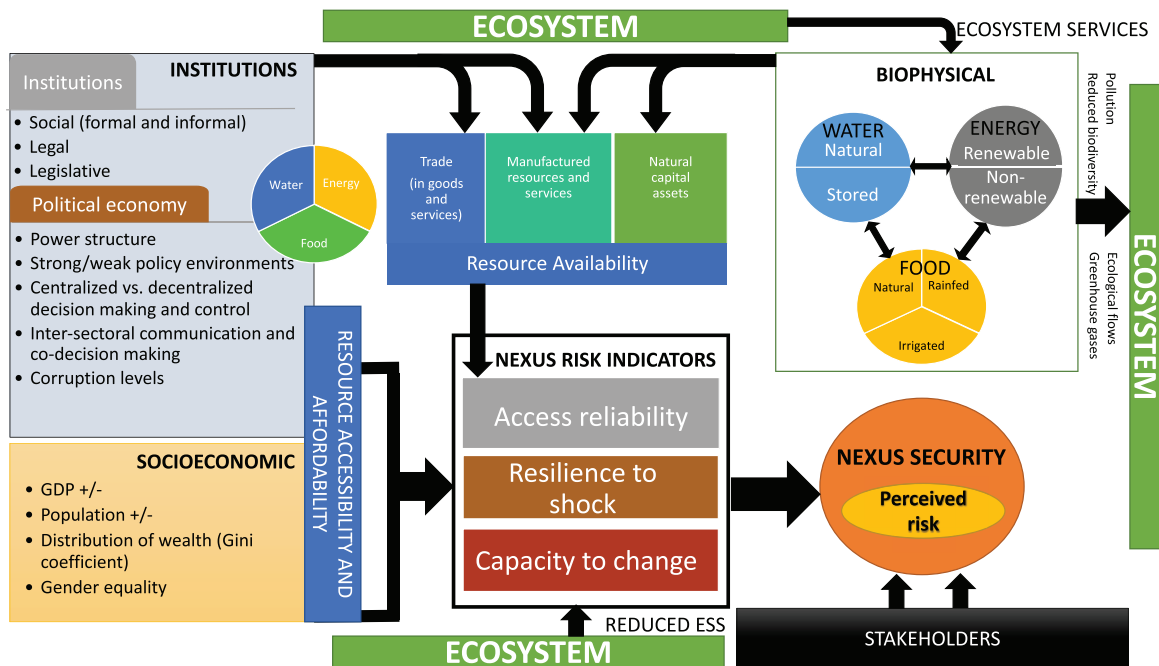 ECOSYSTEM
ECOSYSTEM SERVICES
INSTITUTIONS
Institutions
• Social (formal and informal)
• Legal
• Legislative
Political economy
• Power structure
• Strong/weak policy environments
• Centralized vs. decentralized
decision making and control
• Inter-sectoral communication and
co-decision making
• Corruption levels
Water
Energy
Food
SOCIOECONOMIC
• GDP +/-
• Population +/-
• Distribution of wealth (Gini
coefficient)
• Gender equality
RESOURCE ACCESSIBILITY AND
AFFORDABILITY
Trade
(in goods
and
services)
Manufactured
resources and
services
Natural
capital
assets
Resource Availability
NEXUS RISK INDICATORS
Access reliability
Resilience to
shock
Capacity to change
REDUCED ESS
ECOSYSTEM
BIOPHYSICAL
WATER
Natural
Stored
ENERGY
Renewable
Non-
renewable
FOOD
Natural
Rainfed
Irrigated
Pollution
Reduced biodiversity
Ecological flows
Greenhouse gases
ECOSYSTEM
NEXUS SECURITY
Perceived
risk
STAKEHOLDERS